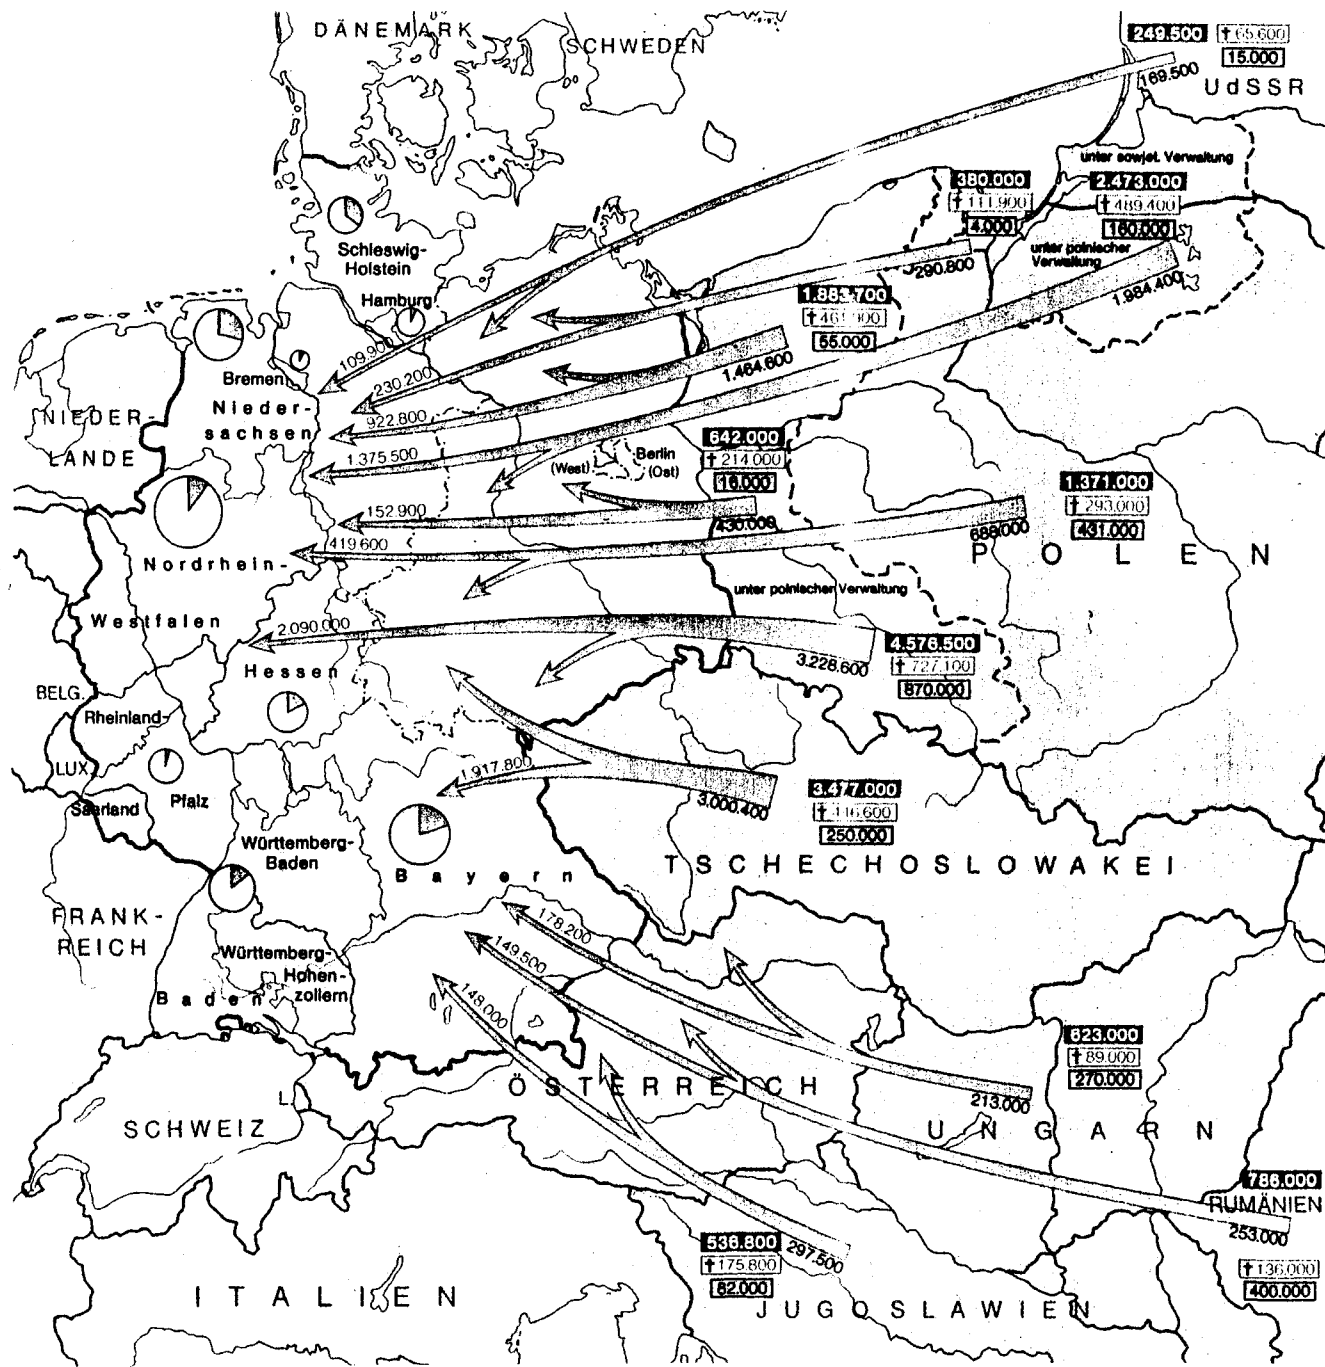 DÄNEMARK
SCHWEDEN
249.500
† 65.600
15.000
169.500
UdSSR
unter sowjet. Verwaltung
380.000
† 111.900
4.000
2.473.000
† 489.400
160.000
unter polnischer
Verwaltung
290.800
1.984.400
Schleswig-
Holstein
Hamburg
1.883.700
55.000
109.900
Bremen
230.200
1.464.600
NIEDER-
LANDE
Nieder-
sachsen
922.800
1.375.500
642.000
† 214.000
16.000
Berlin
(West)
(Ost)
430.000
1.371.000
† 293.000
431.000
688.000
152.900
419.600
POLEN
Nordrhein-
Westfalen
unter polnischer Verwaltung
2.090.000
4.576.500
† 727.100
870.000
3.228.600
Hessen
BELG.
Rheinland-
Pfalz
LUX.
Saarland
1.917.800
3.000.400
3.477.000
250.000
Württemberg-
Baden
Bayern
TSCHECHOSLOWAKEI
FRANK-
REICH
178.200
149.500
148.000
Württemberg-
Hohen-
zollern
Baden
623.000
† 89.000
270.000
213.000
ÖSTERREICH
L.
SCHWEIZ
UNGARN
786.000
RUMÄNIEN
253.000
† 136.000
400.000
536.800
† 175.800
82.000
297.500
ITALIEN
JUGOSLAWIEN